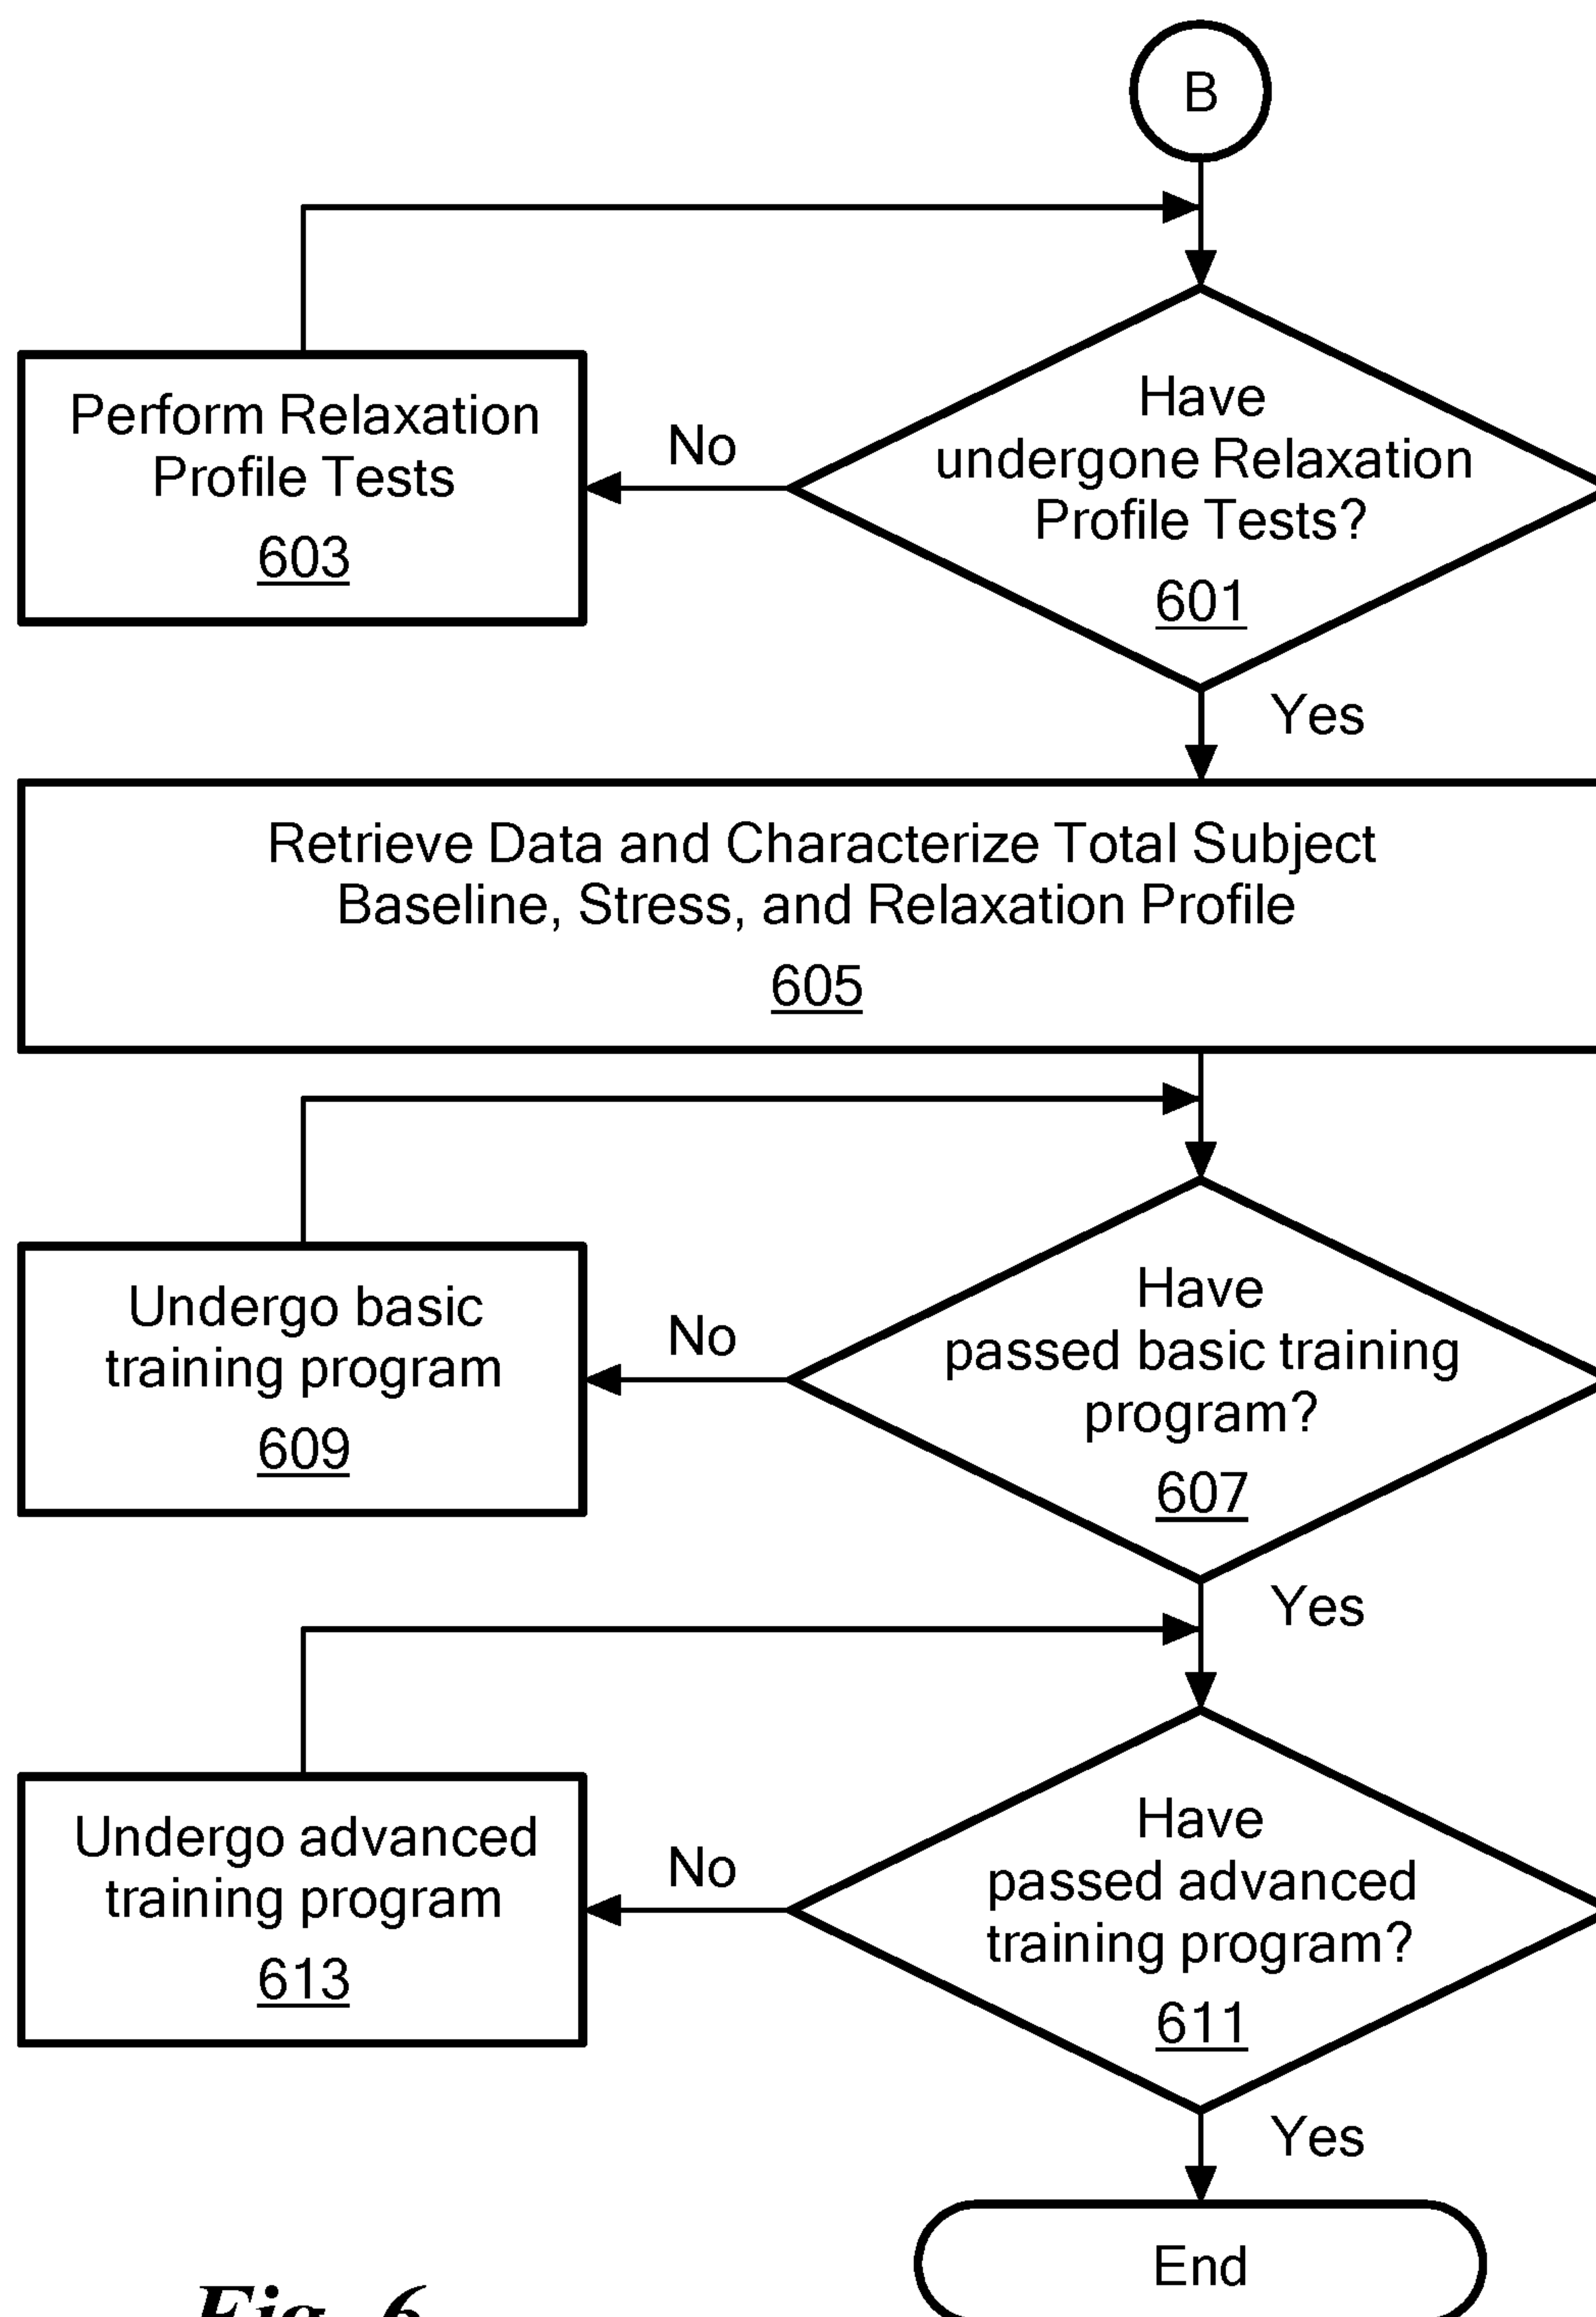 B
Have
undergone Relaxation
Profile Tests?
601
No
Perform Relaxation
Profile Tests
603
Yes
Retrieve Data and Characterize Total Subject
Baseline, Stress, and Relaxation Profile
605
Have
passed basic training
program?
607
No
Undergo basic
training program
609
Yes
Have
passed advanced
training program?
611
No
Undergo advanced
training program
613
Yes
End
Fig. 6